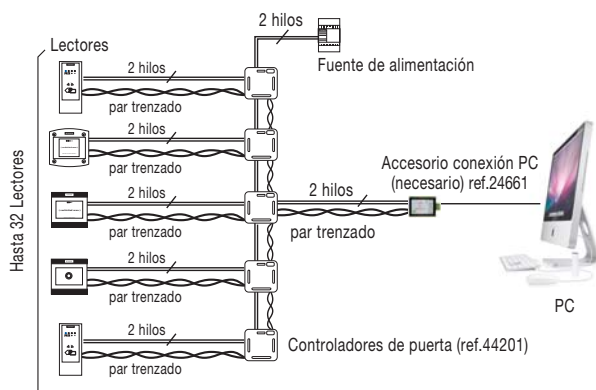 2 hilos
Fuente de alimentación
Lectores
2 hilos
par trenzado
2 hilos
par trenzado
2 hilos
par trenzado
2 hilos
par trenzado
2 hilos
par trenzado
Hasta 32 Lectores
2 hilos
par trenzado
Accesorio conexión PC
(necesario) ref.24661
PC
Controladores de puerta (ref.44201)